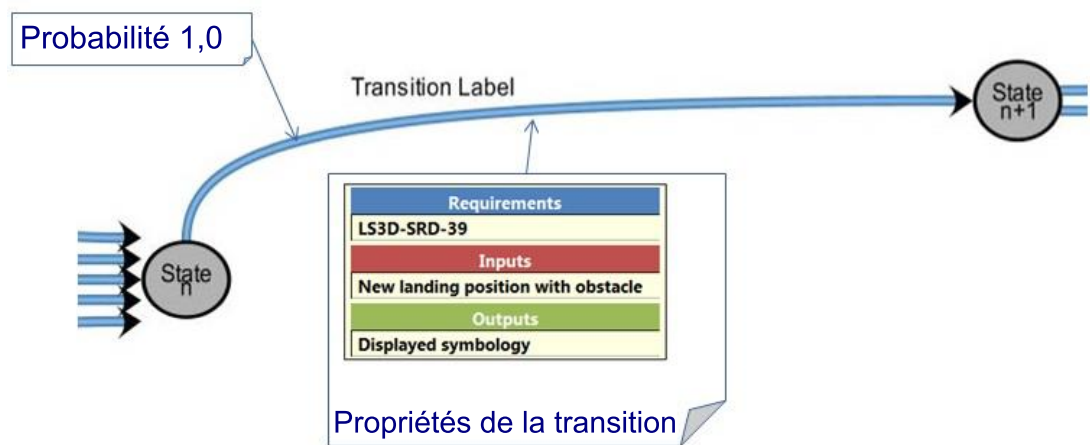 Probabilité 1,0
Transition Label
State
n+1
Requirements
LS3D-SRD-39
Inputs
New landing position with obstacle
Outputs
Displayed symbology
State
n
Propriétés de la transition